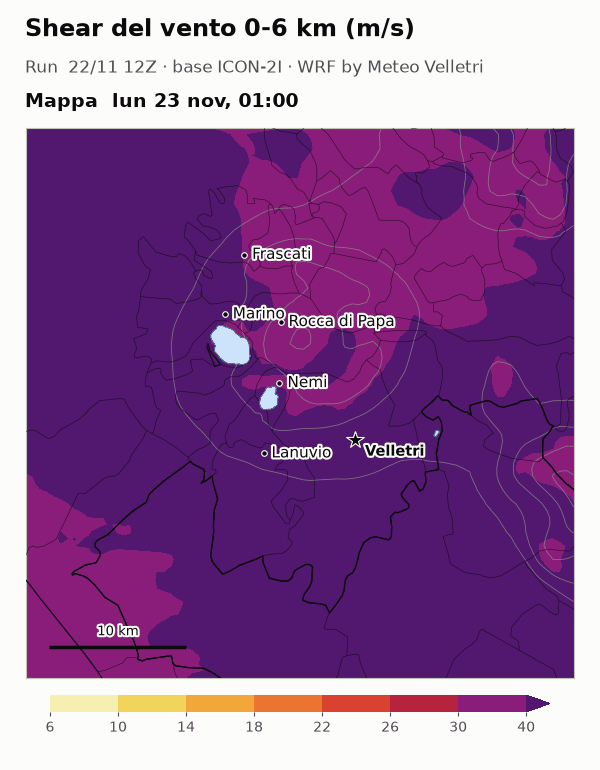 Shear del vento 0-6 km (m/s)
Run  22/11 12Z · base ICON-2I · WRF by Meteo Velletri
Mappa  lun 23 nov, 01:00
Frascati
Marino
Rocca di Papa
Nemi
Velletri
Lanuvio
10 km
6 10 14 18 22 26 30 40